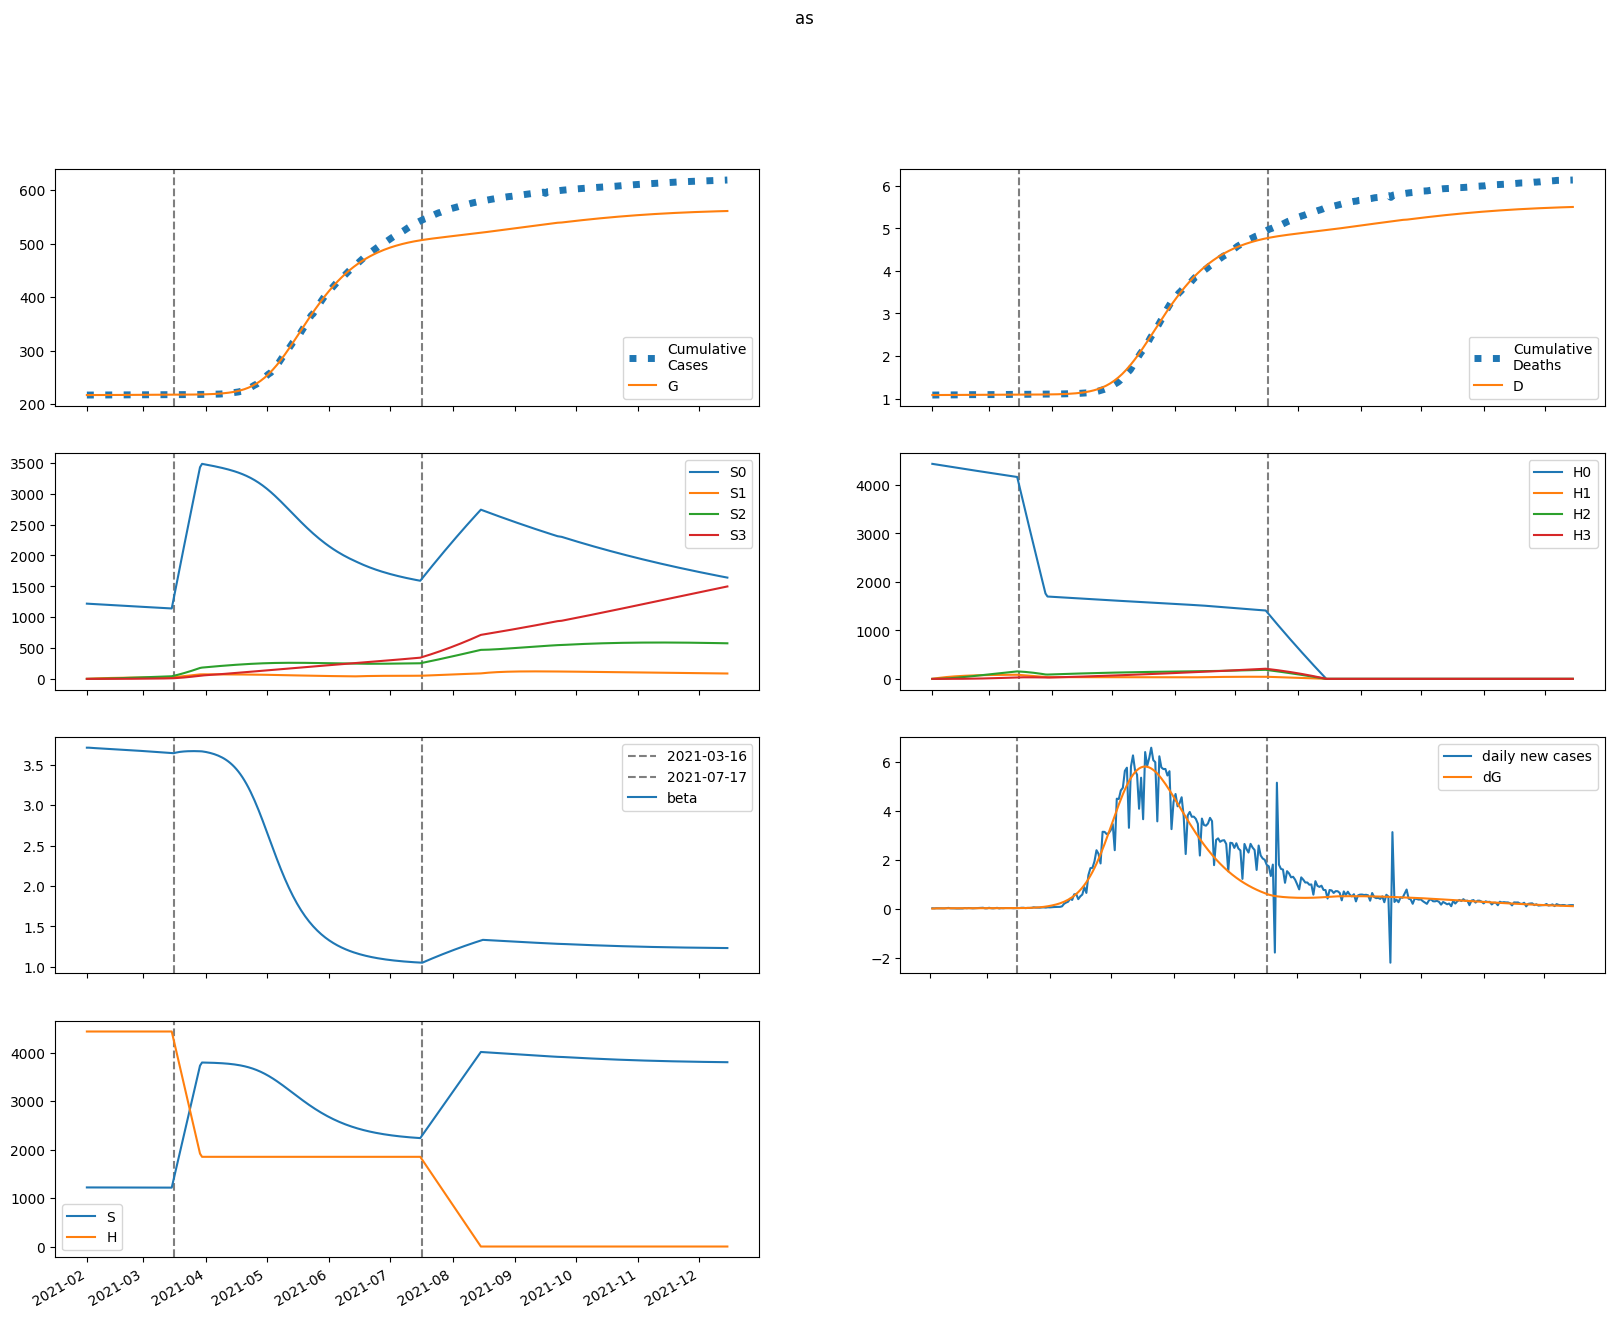 as
600
500
400
300
200
Cumulative
Cases
G
6
5
4
3
2
1
Cumulative
Deaths
D
3500
3000
2500
2000
1500
1000
500
0
S0
S1
S2
S3
4000
3000
2000
1000
0
H0
H1
H2
H3
3.5
3.0
2.5
2.0
1.5
1.0
2021-03-16
2021-07-17
beta
6
4
2
0
−2
daily new cases
dG
4000
3000
2000
1000
0
S
H
2021-02
2021-03
2021-04
2021-05
2021-06
2021-07
2021-08
2021-09
2021-10
2021-11
2021-12